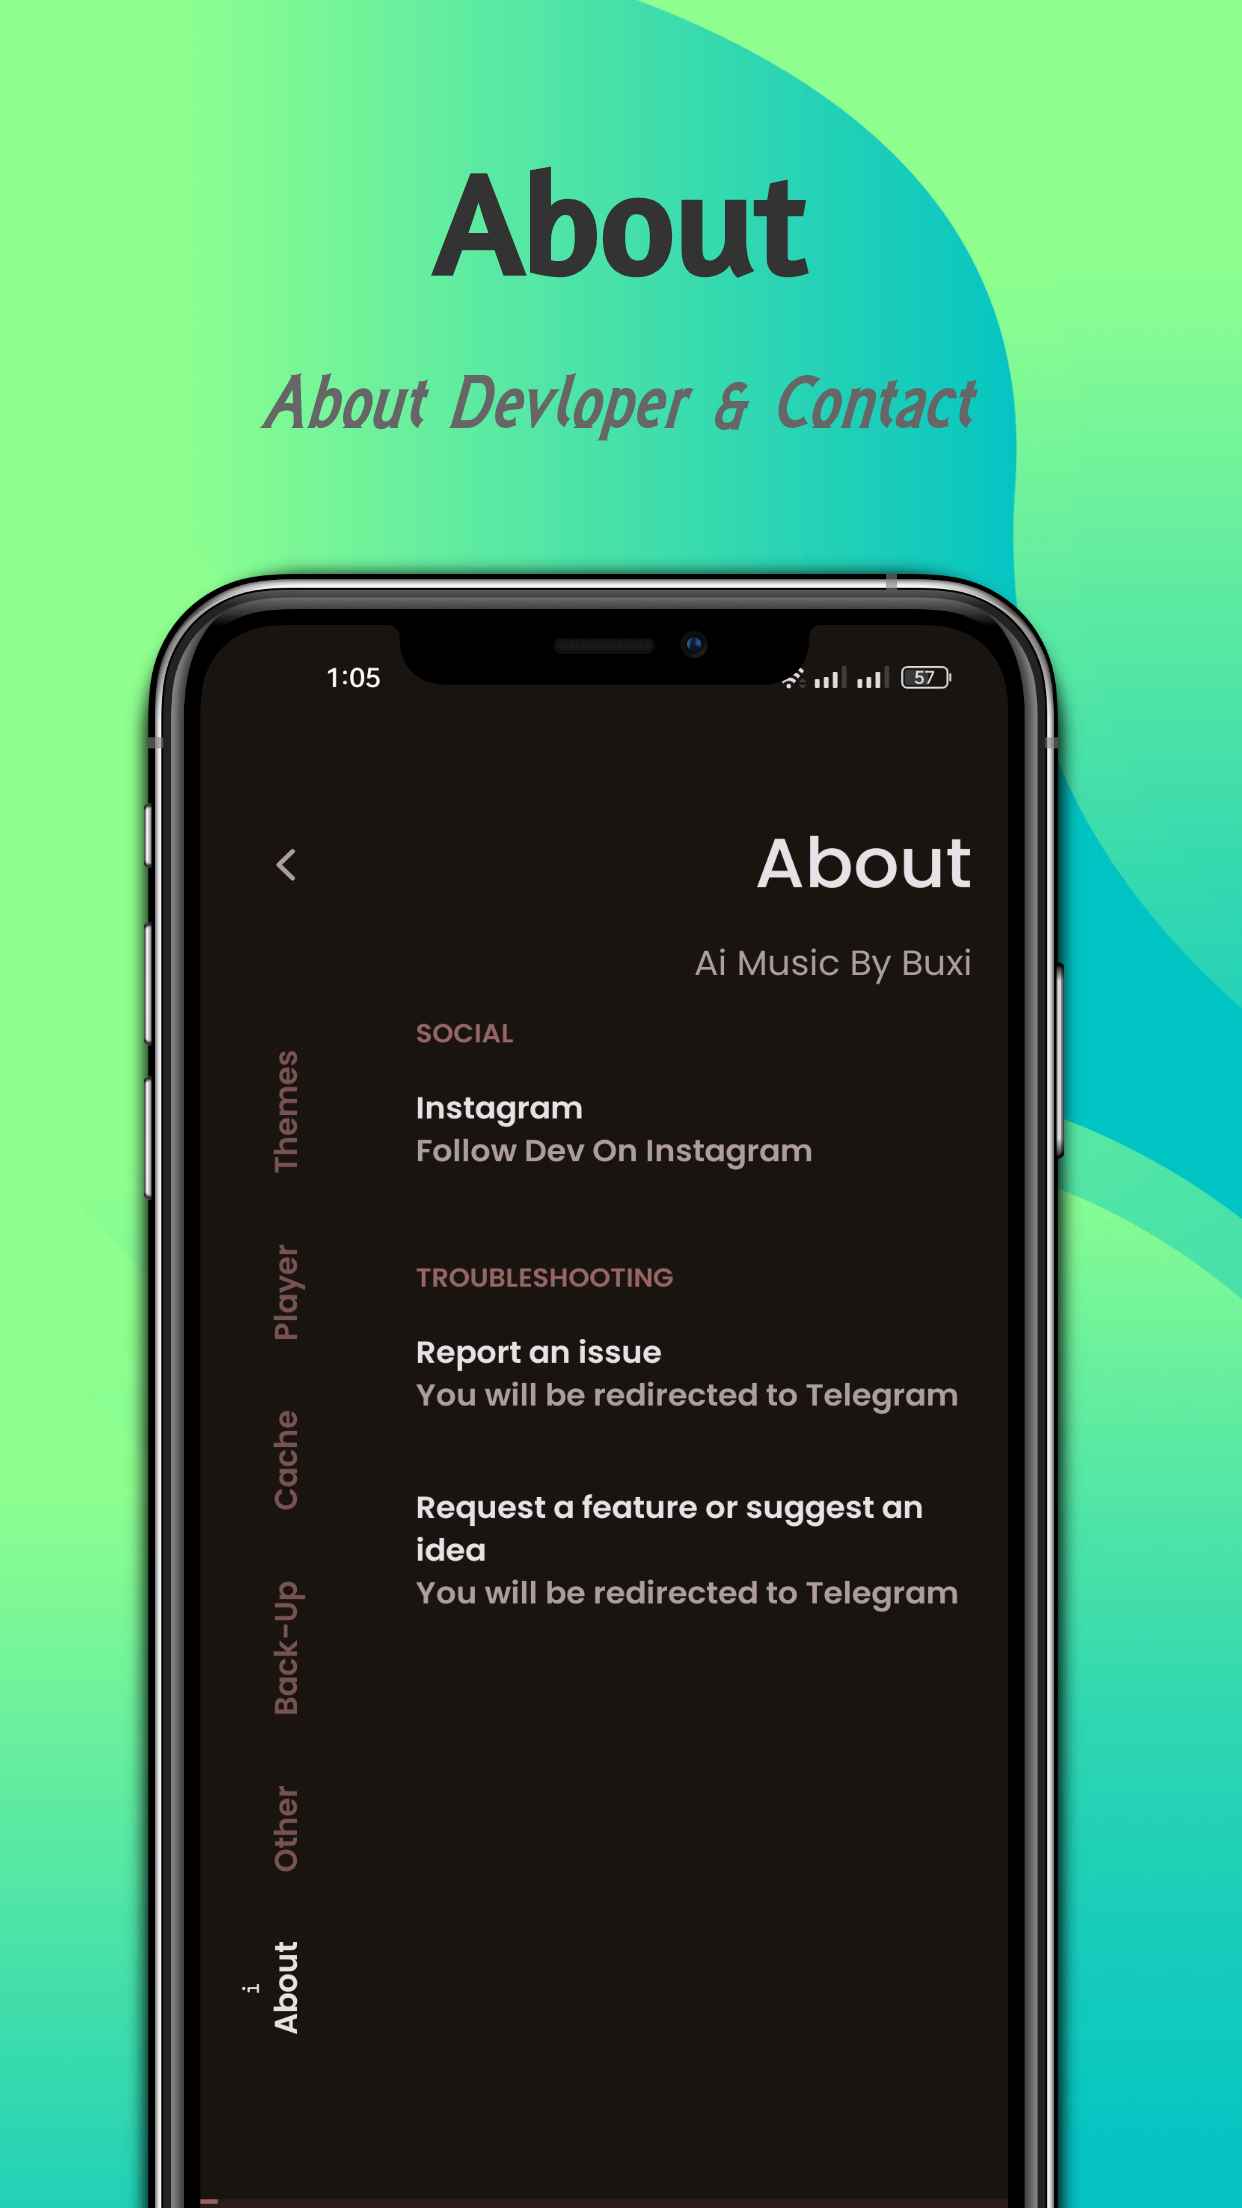 About
About Devloper & Contact
1:05
57
About
Ai Music By Buxi
SOCIAL
Instagram
Follow Dev On Instagram
TROUBLESHOOTING
Report an issue
You will be redirected to Telegram
Request a feature or suggest an
idea
You will be redirected to Telegram
Themes
Player
Cache
Back-Up
Other
i
About